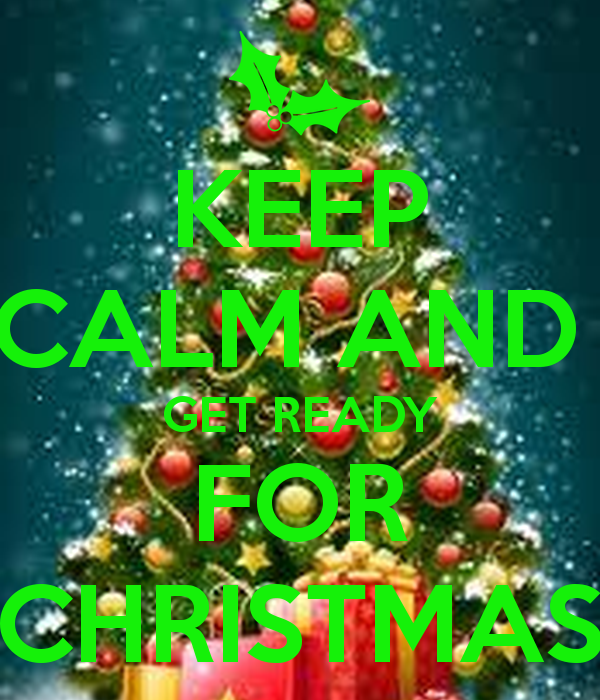 KEEP
CALM AND
GET READY
FOR
CHRISTMAS